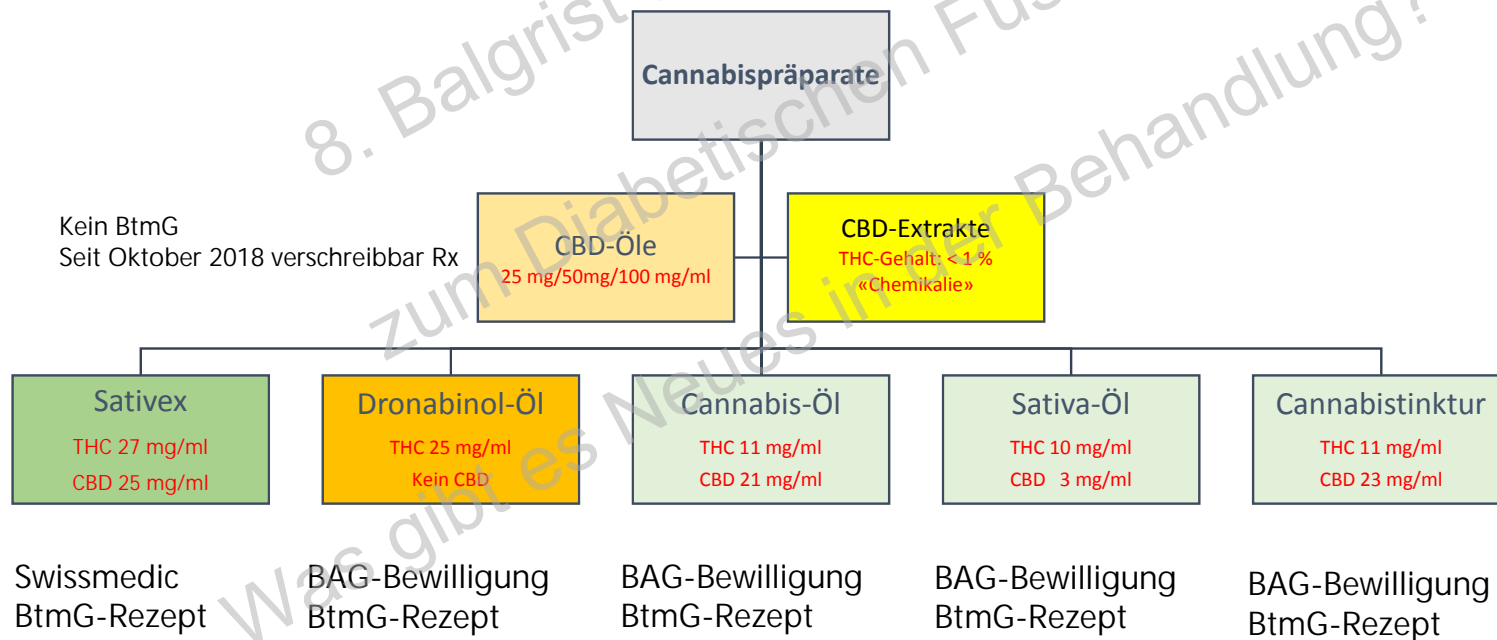 8. Balgrist
zum Diabetischen Fus
Was gibt es Neues in der Behandlung?
Cannabispräparate
Kein BtmG
Seit Oktober 2018 verschreibbar Rx
CBD-Öle
25 mg/50mg/100 mg/ml
CBD-Extrakte
THC-Gehalt: < 1 %
«Chemikalie»
Sativex
THC 27 mg/ml
CBD 25 mg/ml
Dronabinol-Öl
THC 25 mg/ml
Kein CBD
Cannabis-Öl
THC 11 mg/ml
CBD 21 mg/ml
Sativa-Öl
THC 10 mg/ml
CBD 3 mg/ml
Cannabistinktur
THC 11 mg/ml
CBD 23 mg/ml
Swissmedic
BtmG-Rezept
BAG-Bewilligung
BtmG-Rezept
BAG-Bewilligung
BtmG-Rezept
BAG-Bewilligung
BtmG-Rezept
BAG-Bewilligung
BtmG-Rezept